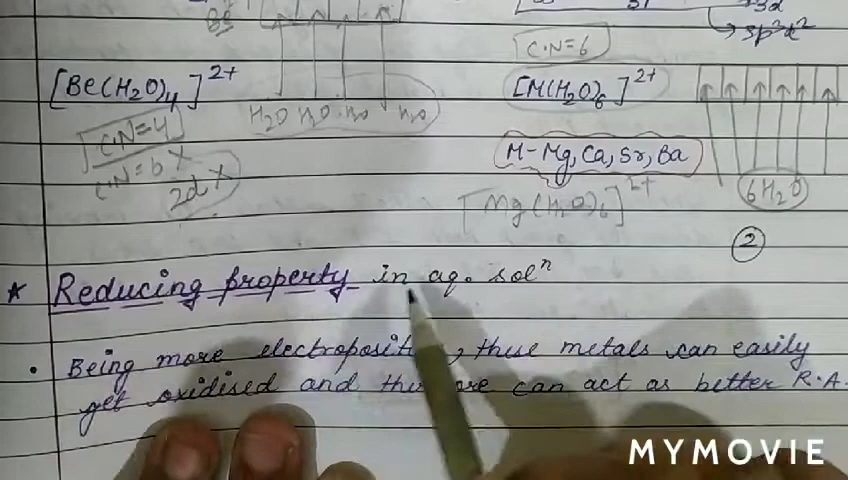 3d
sp³d²
C·N=6
[Be(H₂O)₄]²⁺
[M(H₂O)₆]²⁺
H₂O H₂O H₂O H₂O
C·N=4
C·N=6 X
2d X
M - Mg, Ca, Sr, Ba
[Mg(H₂O)₆]²⁺
6H₂O
2
* Reducing property in aq. solⁿ
• Being more electroposit , these metals can easily
get oxidised and can act as better R.A.
MYMOVIE